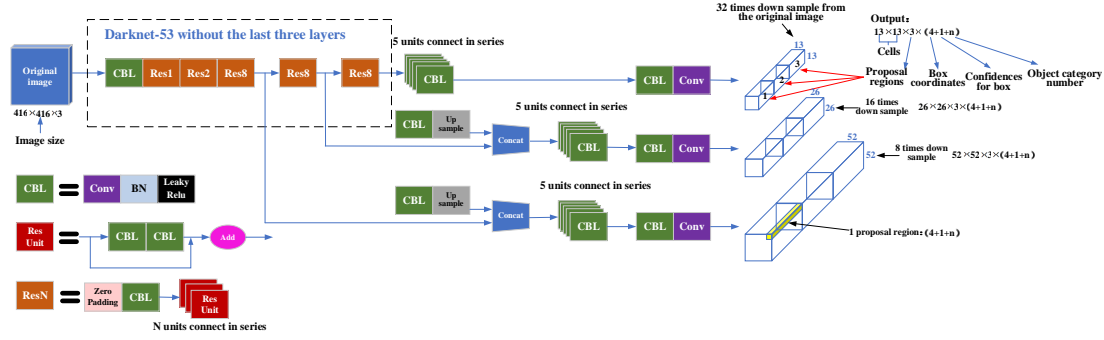 32 times down sample from
the original image
Output:
13×13×3×(4+1+n)
Cells
Proposal
regions
Box
coordinates
Confidences
for box
Object category
number
Darknet-53 without the last three layers
5 units connect in series
Original
image
CBL
Res1
Res2
Res8
Res8
Res8
CBL
CBL
Conv
13
13
3
2
1
416×416×3
Image size
5 units connect in series
CBL
Up
sample
Concat
CBL
CBL
Conv
26
26
16 times
down sample
26×26×3×(4+1+n)
52
52
8 times down
sample
52×52×3×(4+1+n)
CBL
Conv
BN
Leaky
Relu
5 units connect in series
CBL
Up
sample
Concat
CBL
CBL
Conv
1 proposal region:(4+1+n)
Res
Unit
CBL
CBL
Add
ResN
Zero
Padding
CBL
Res
Unit
N units connect in series